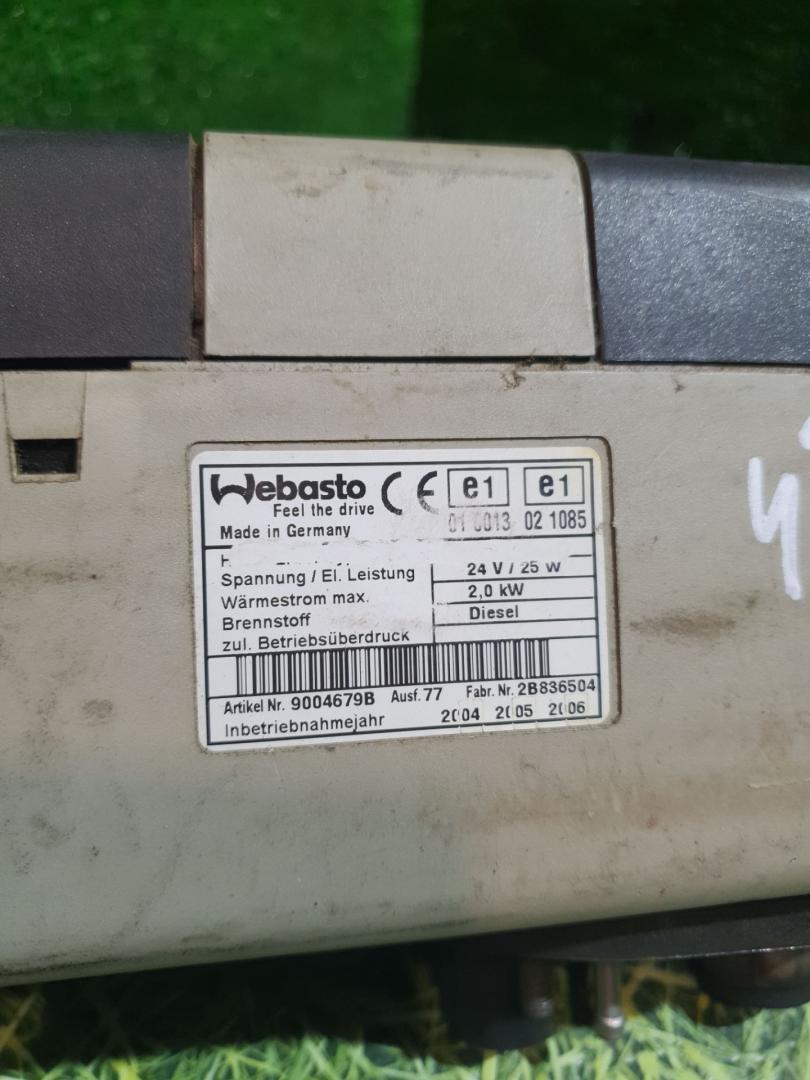 Webasto CE e1 e1
Feel the drive
Made in Germany 02 1085
Spannung / El. Leistung 24 V / 25 W
Wärmestrom max. 2,0 kW
Brennstoff Diesel
zul. Betriebsüberdruck
Artikel Nr. 9004679B Ausf. 77 Fabr. Nr. 2B836504
Inbetriebnahmejahr 2004 2005 2006